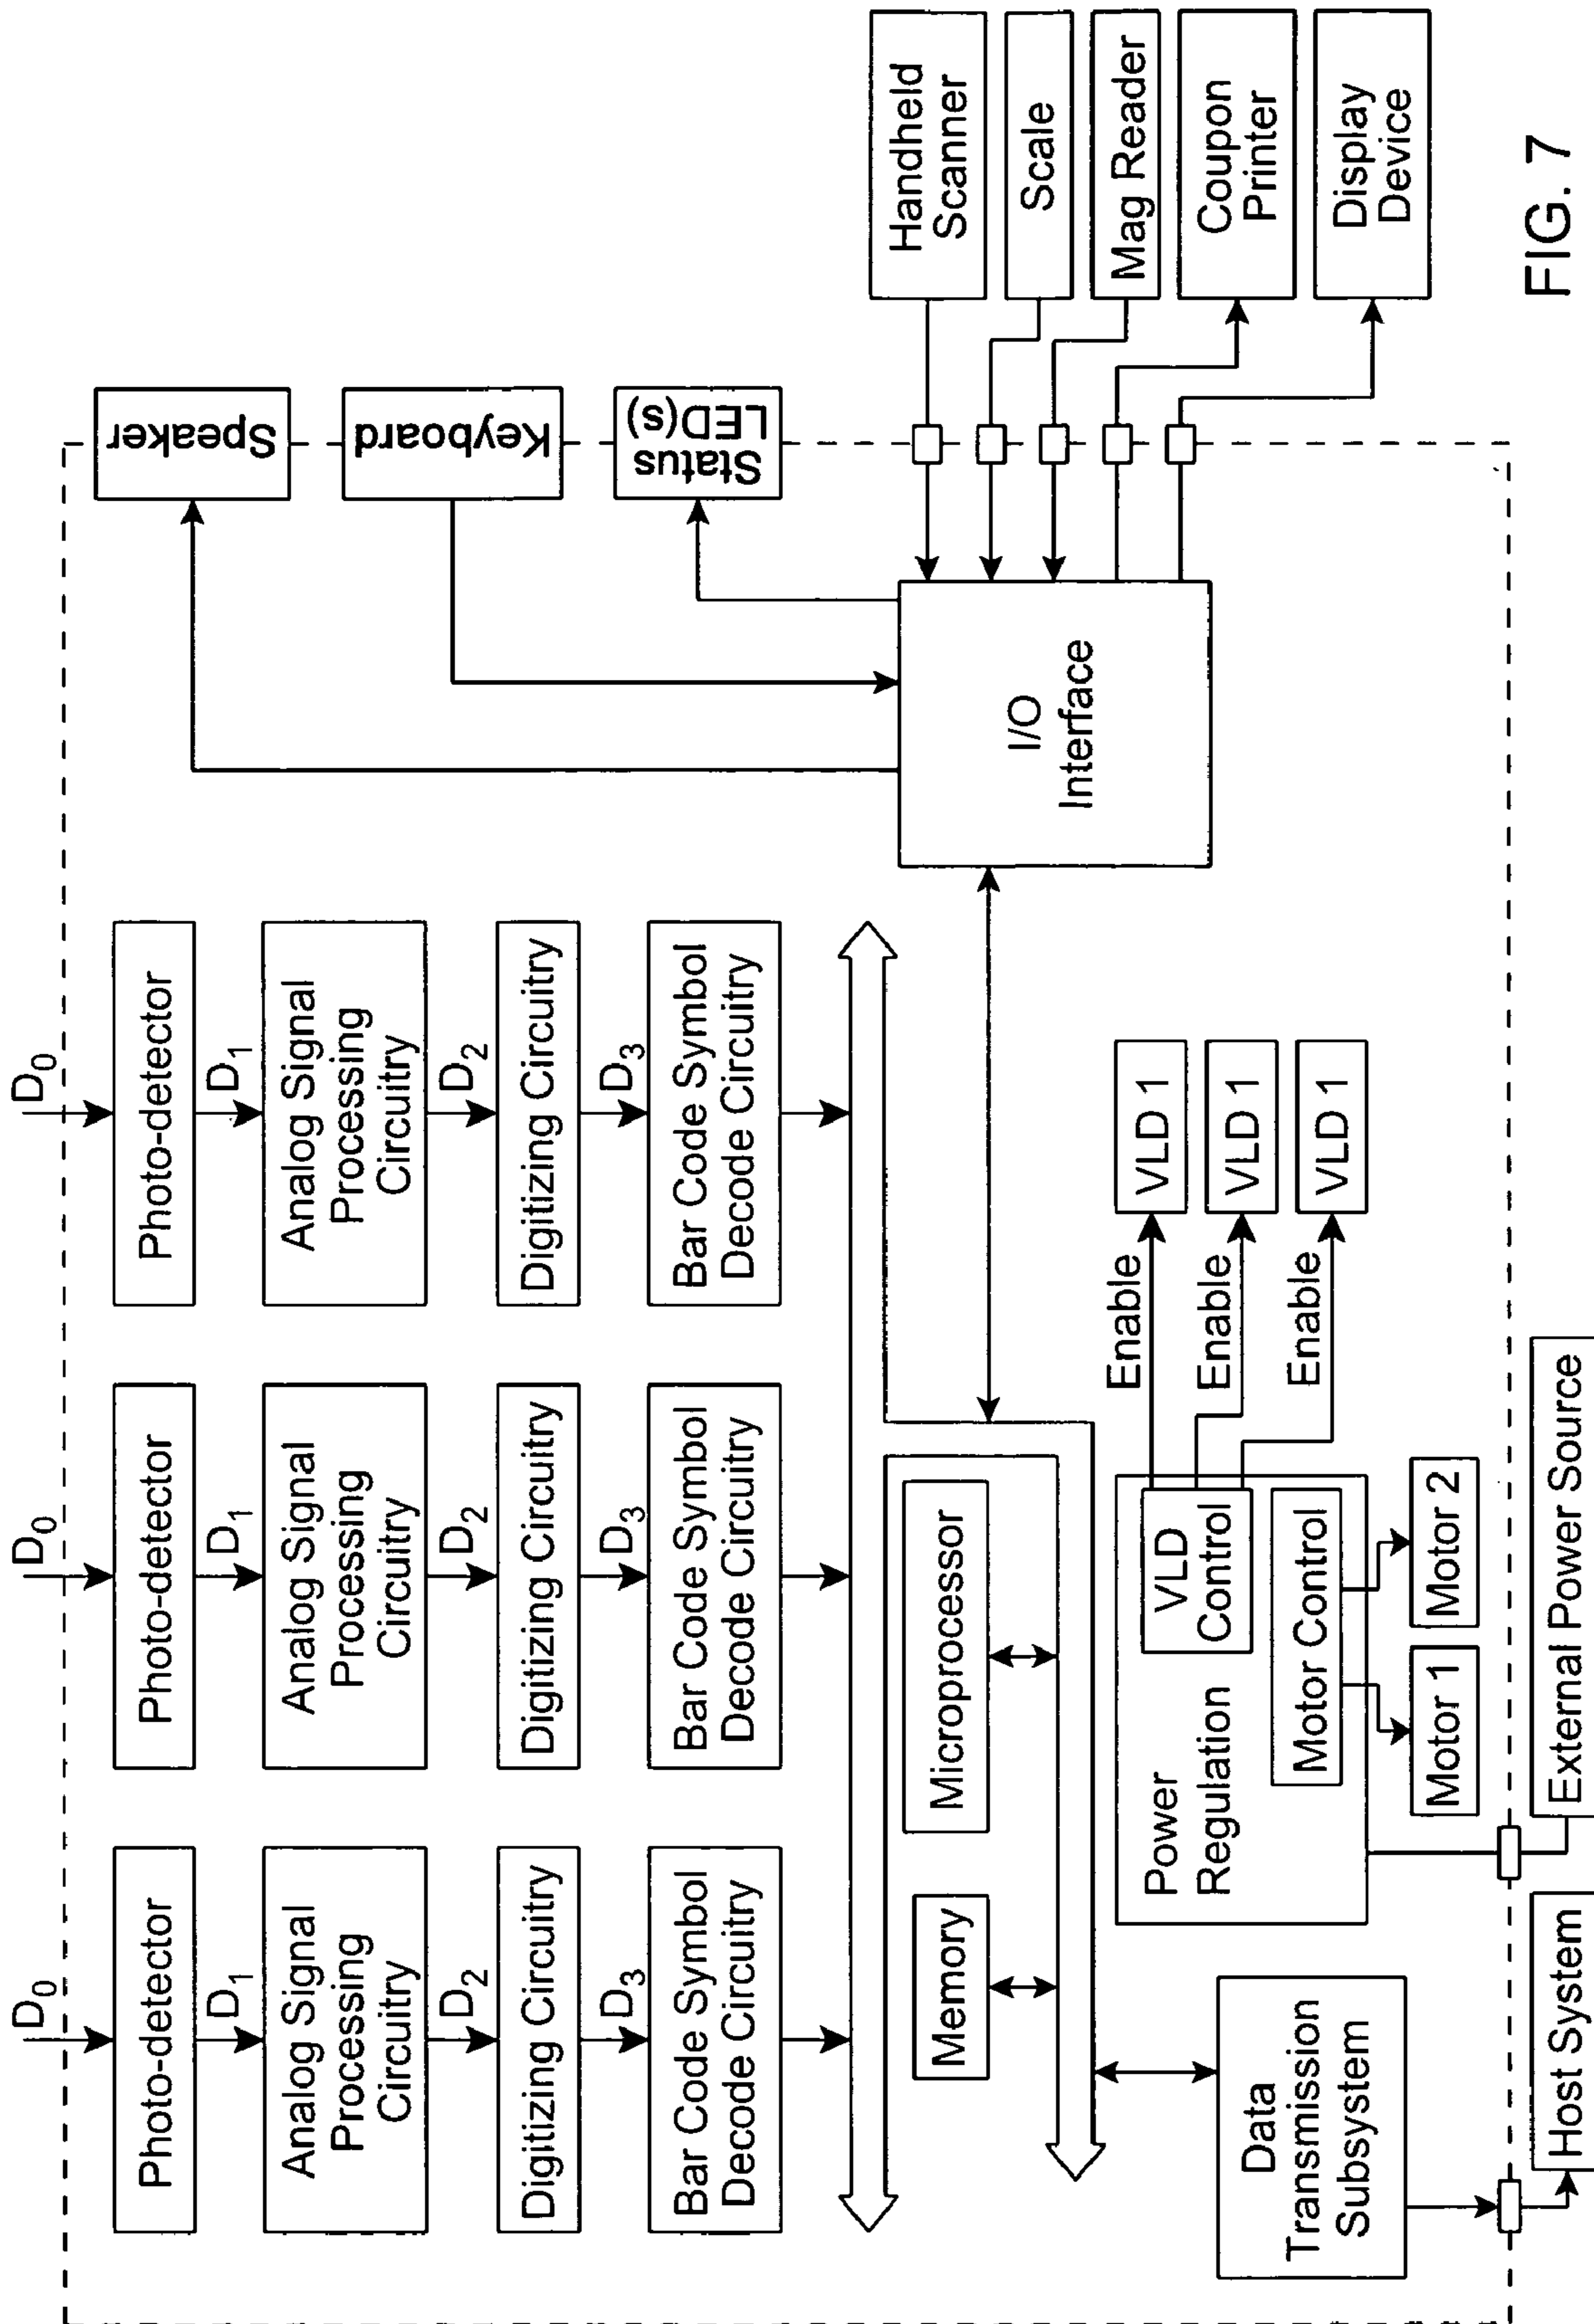 D0
D0
D0
Photo-detector
Photo-detector
Photo-detector
D1
D1
D1
Analog Signal
Processing
Circuitry
Analog Signal
Processing
Circuitry
Analog Signal
Processing
Circuitry
D2
D2
D2
Digitizing Circuitry
Digitizing Circuitry
Digitizing Circuitry
D3
D3
D3
Bar Code Symbol
Decode Circuitry
Bar Code Symbol
Decode Circuitry
Bar Code Symbol
Decode Circuitry
Speaker
Keyboard
Status
LED(s)
Memory
Microprocessor
I/O
Interface
Handheld
Scanner
Scale
Mag Reader
Coupon
Printer
Display
Device
Data
Transmission
Subsystem
Power
Regulation
VLD
Control
Motor Control
Enable
VLD 1
Enable
VLD 1
Enable
VLD 1
Motor 1
Motor 2
Host System
External Power Source
FIG. 7